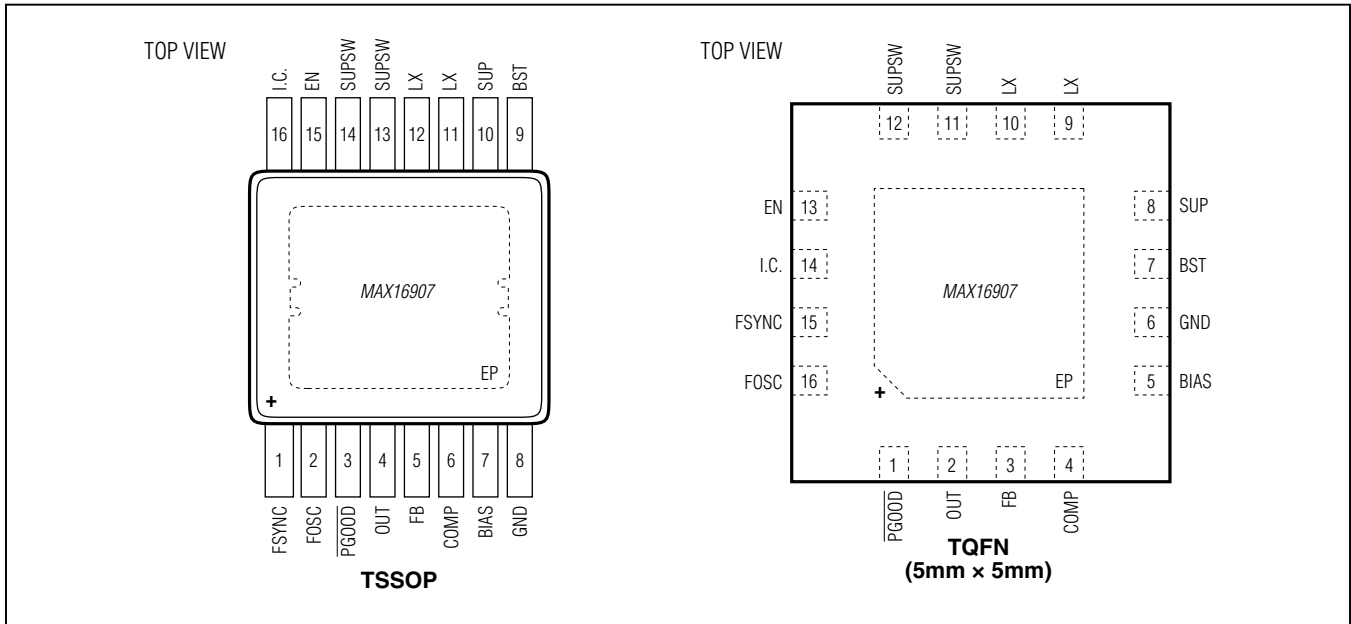 TOP VIEW
I.C.
EN
SUPSW
SUPSW
LX
LX
SUP
BST
16 15 14 13 12 11 10 9
MAX16907
EP
+
1 2 3 4 5 6 7 8
FSYNC
FOSC
PGOOD
OUT
FB
COMP
BIAS
GND
TSSOP
TOP VIEW
SUPSW
SUPSW
LX
LX
12 11 10 9
EN 13
I.C. 14
FSYNC 15
FOSC 16
MAX16907
EP
+
8 SUP
7 BST
6 GND
5 BIAS
1 2 3 4
PGOOD
OUT
FB
COMP
TQFN
(5mm × 5mm)